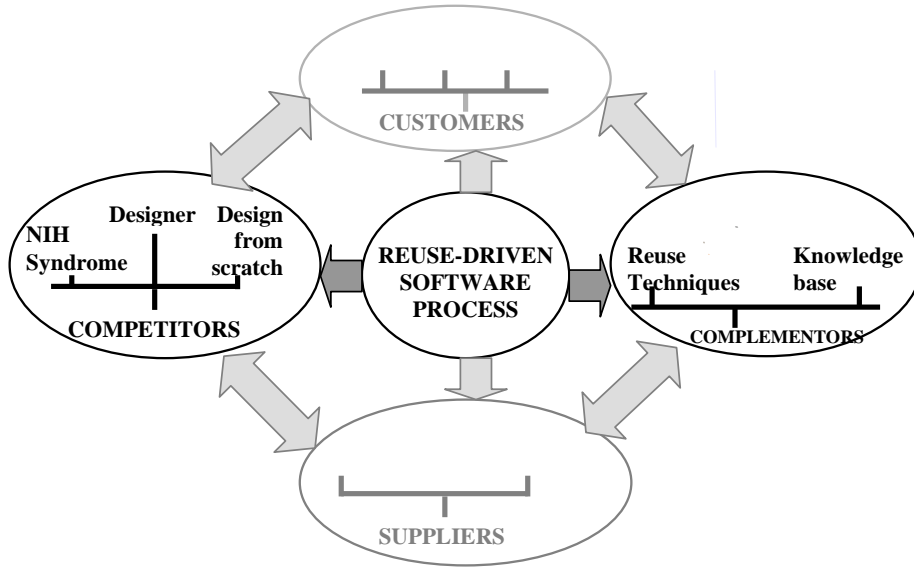 CUSTOMERS
NIH
Syndrome
Designer
Design
from
scratch
COMPETITORS
REUSE-DRIVEN
SOFTWARE
PROCESS
Reuse
Techniques
Knowledge
base
COMPLEMENTORS
SUPPLIERS